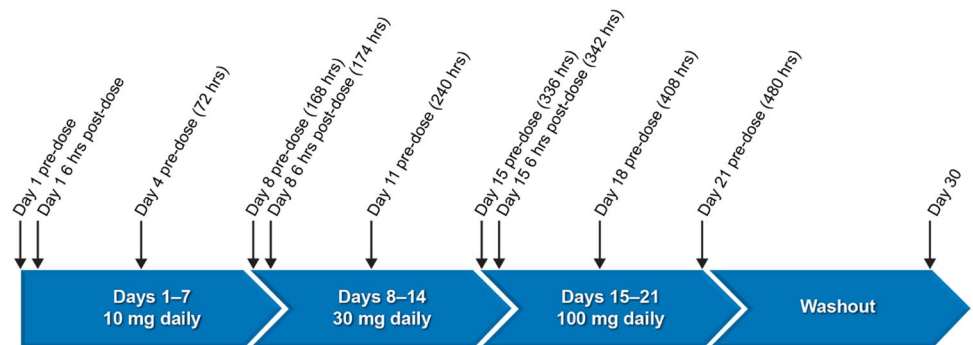 Day 1 pre-dose
Day 1 6 hrs post-dose
Day 4 pre-dose (72 hrs)
Day 8 pre-dose (168 hrs)
Day 8 6 hrs post-dose (174 hrs)
Day 11 pre-dose (240 hrs)
Day 15 pre-dose (336 hrs)
Day 15 6 hrs post-dose (342 hrs)
Day 18 pre-dose (408 hrs)
Day 21 pre-dose (480 hrs)
Day 30
Days 1–7
10 mg daily
Days 8–14
30 mg daily
Days 15–21
100 mg daily
Washout